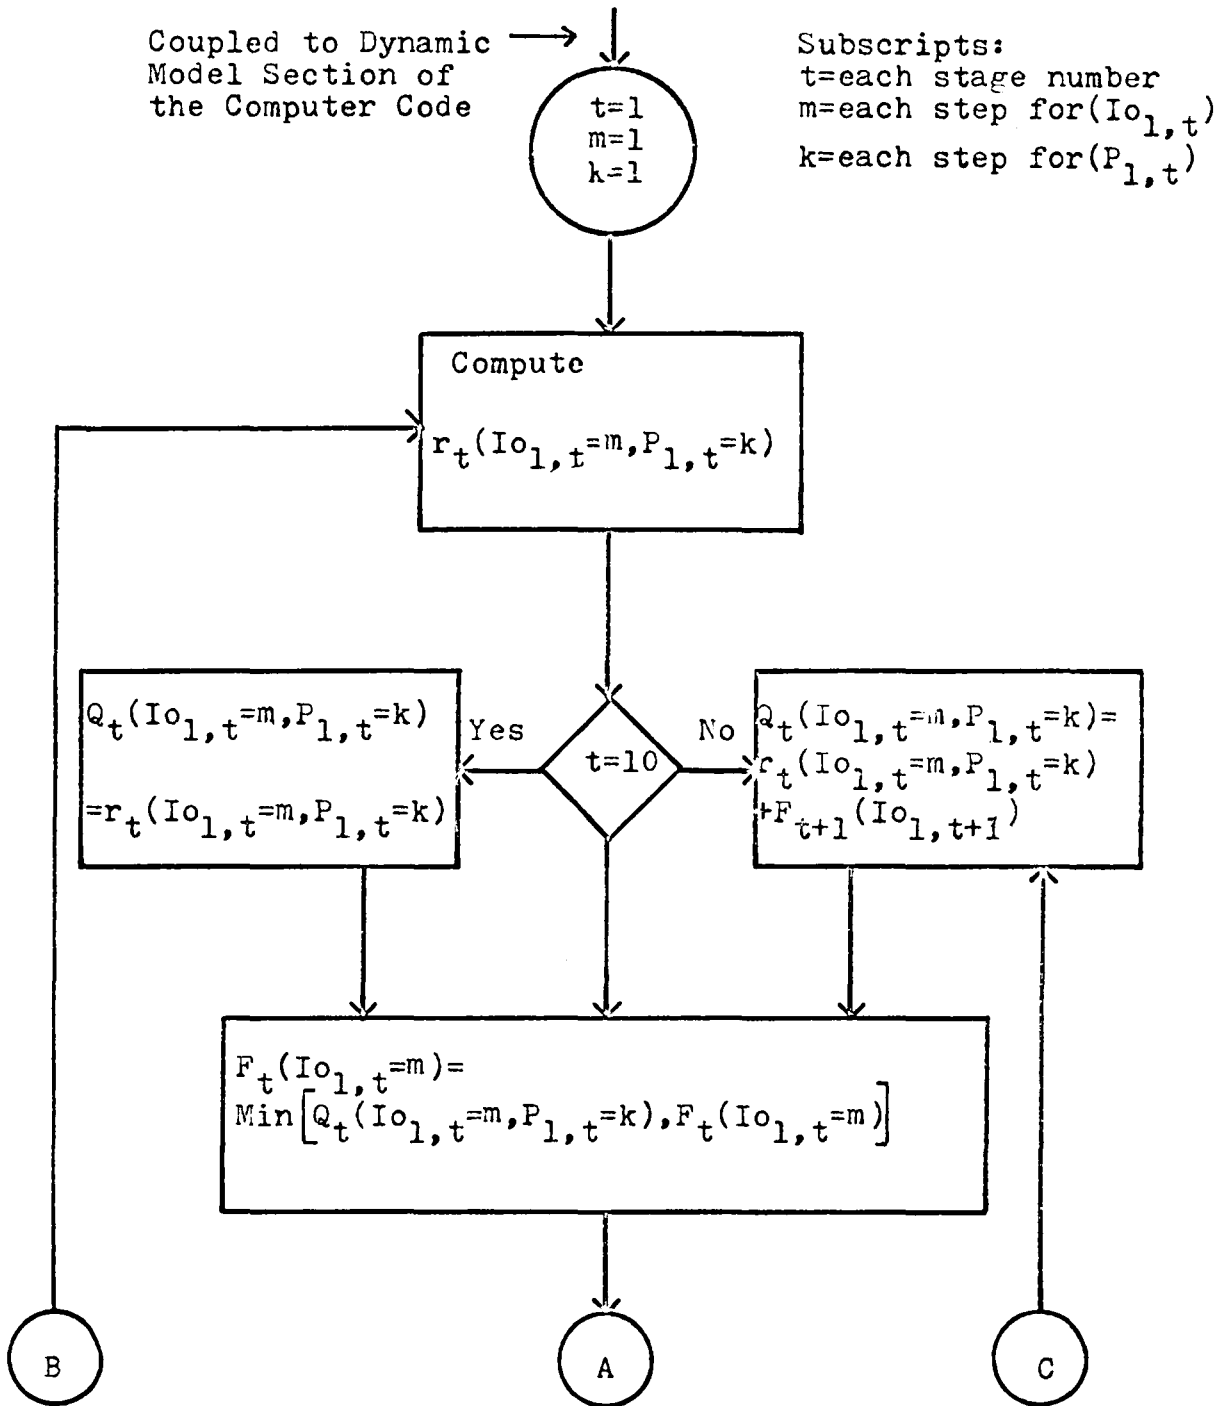 Coupled to Dynamic
Model Section of
the Computer Code
Subscripts:
t=each stage number
m=each step for(Io1,t)
k=each step for(P1,t)
t=1
m=1
k=1
Compute
rt(Io1,t=m,P1,t=k)
Qt(Io1,t=m,P1,t=k)
=rt(Io1,t=m,P1,t=k)
Yes
t=10
No
Qt(Io1,t=m,P1,t=k)=
rt(Io1,t=m,P1,t=k)
+Ft+1(Io1,t+1)
Ft(Io1,t=m)=
Min[Qt(Io1,t=m,P1,t=k),Ft(Io1,t=m)]
B
A
C